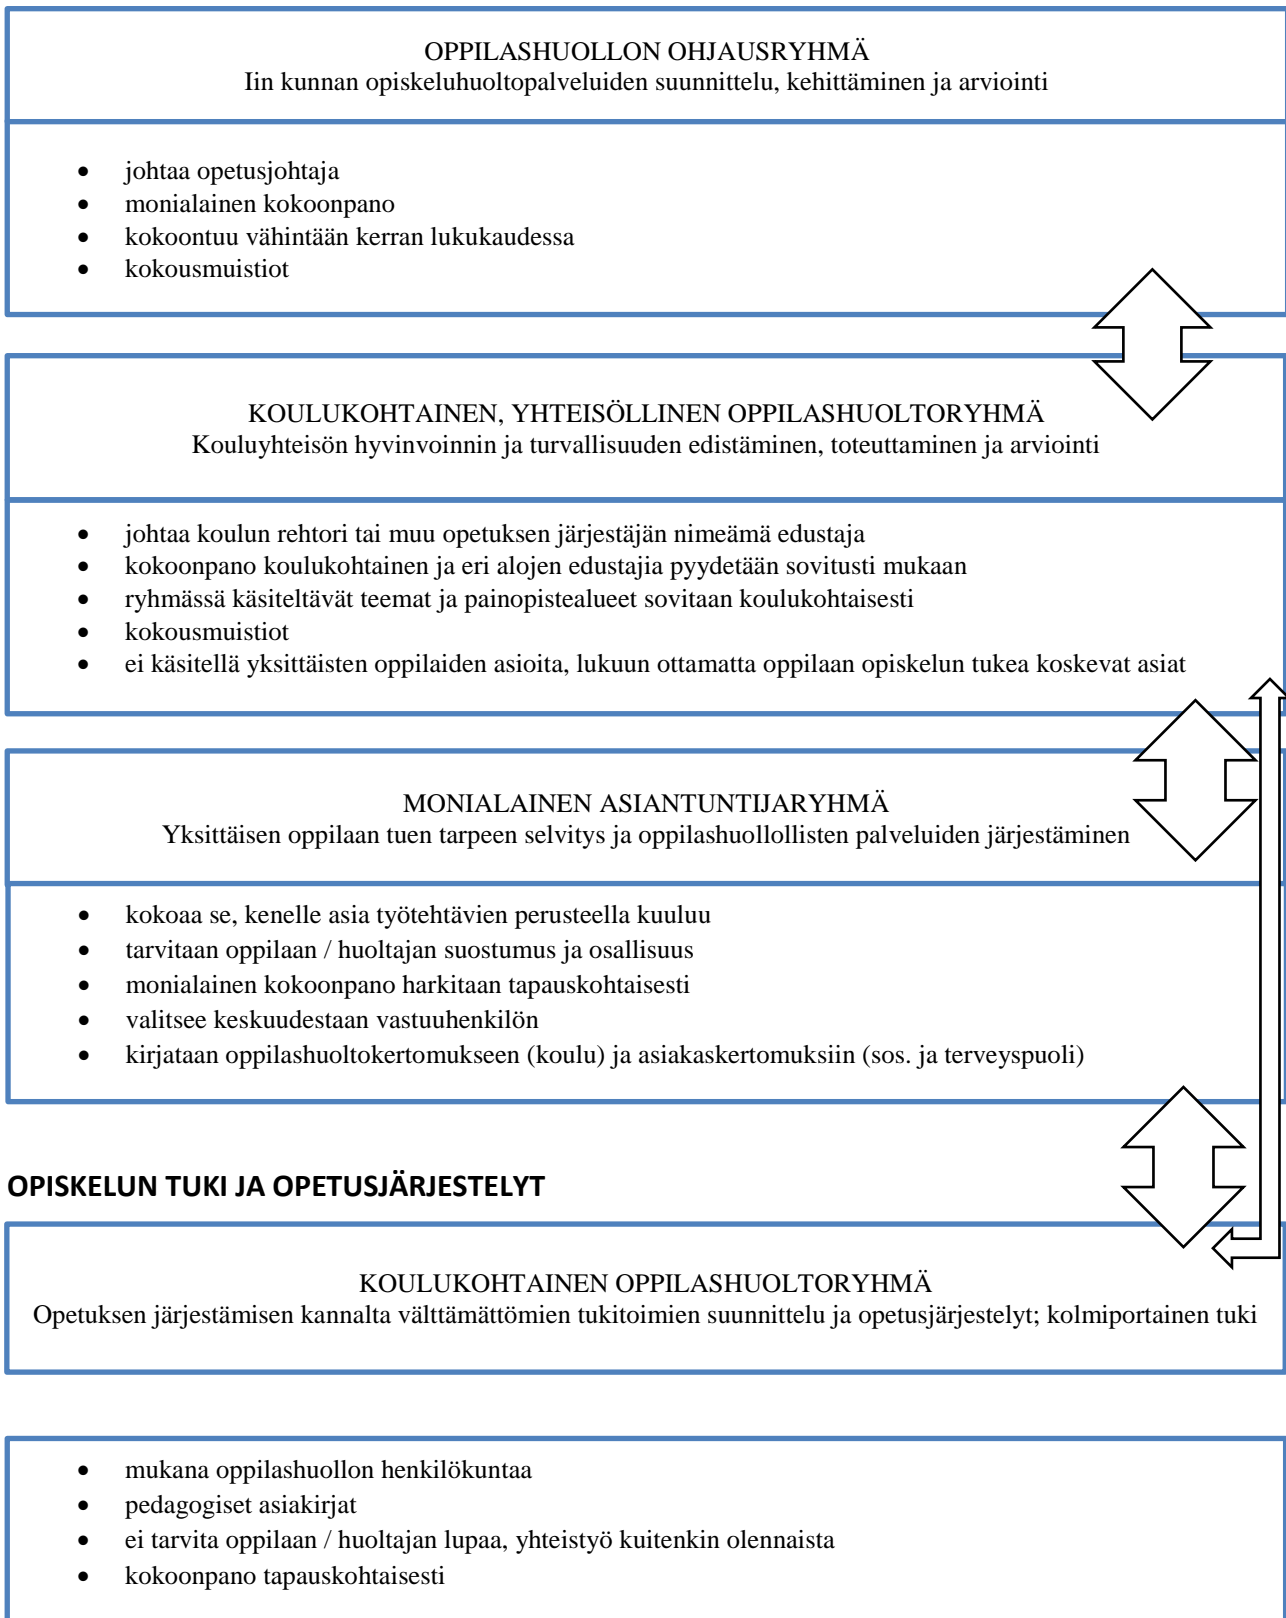 OPPILASHUOLLON OHJAUSRYHMÄ
Iin kunnan opiskeluhuoltopalveluiden suunnittelu, kehittäminen ja arviointi
• johtaa opetusjohtaja
• monialainen kokoonpano
• kokoontuu vähintään kerran lukukaudessa
• kokousmuistiot
KOULUKOHTAINEN, YHTEISÖLLINEN OPPILASHUOLTORYHMÄ
Kouluyhteisön hyvinvoinnin ja turvallisuuden edistäminen, toteuttaminen ja arviointi
• johtaa koulun rehtori tai muu opetuksen järjestäjän nimeämä edustaja
• kokoonpano koulukohtainen ja eri alojen edustajia pyydetään sovitusti mukaan
• ryhmässä käsiteltävät teemat ja painopistealueet sovitaan koulukohtaisesti
• kokousmuistiot
• ei käsitellä yksittäisten oppilaiden asioita, lukuun ottamatta oppilaan opiskelun tukea koskevat asiat
MONIALAINEN ASIANTUNTIJARYHMÄ
Yksittäisen oppilaan tuen tarpeen selvitys ja oppilashuollollisten palveluiden järjestäminen
• kokoaa se, kenelle asia työtehtävien perusteella kuuluu
• tarvitaan oppilaan / huoltajan suostumus ja osallisuus
• monialainen kokoonpano harkitaan tapauskohtaisesti
• valitsee keskuudestaan vastuuhenkilön
• kirjataan oppilashuoltokertomukseen (koulu) ja asiakaskertomuksiin (sos. ja terveyspuoli)
OPISKELUN TUKI JA OPETUSJÄRJESTELYT
KOULUKOHTAINEN OPPILASHUOLTORYHMÄ
Opetuksen järjestämisen kannalta välttämättömien tukitoimien suunnittelu ja opetusjärjestelyt; kolmiportainen tuki
• mukana oppilashuollon henkilökuntaa
• pedagogiset asiakirjat
• ei tarvita oppilaan / huoltajan lupaa, yhteistyö kuitenkin olennaista
• kokoonpano tapauskohtaisesti